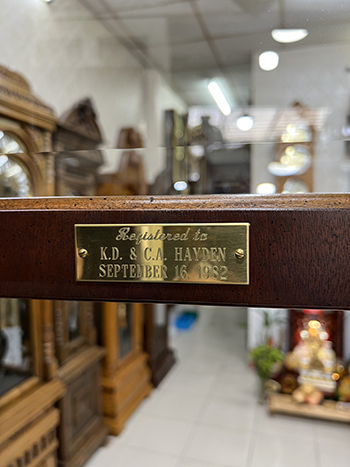 Registered to
K.D. & C.A. HAYDEN
SEPTEMBER 16, 1982